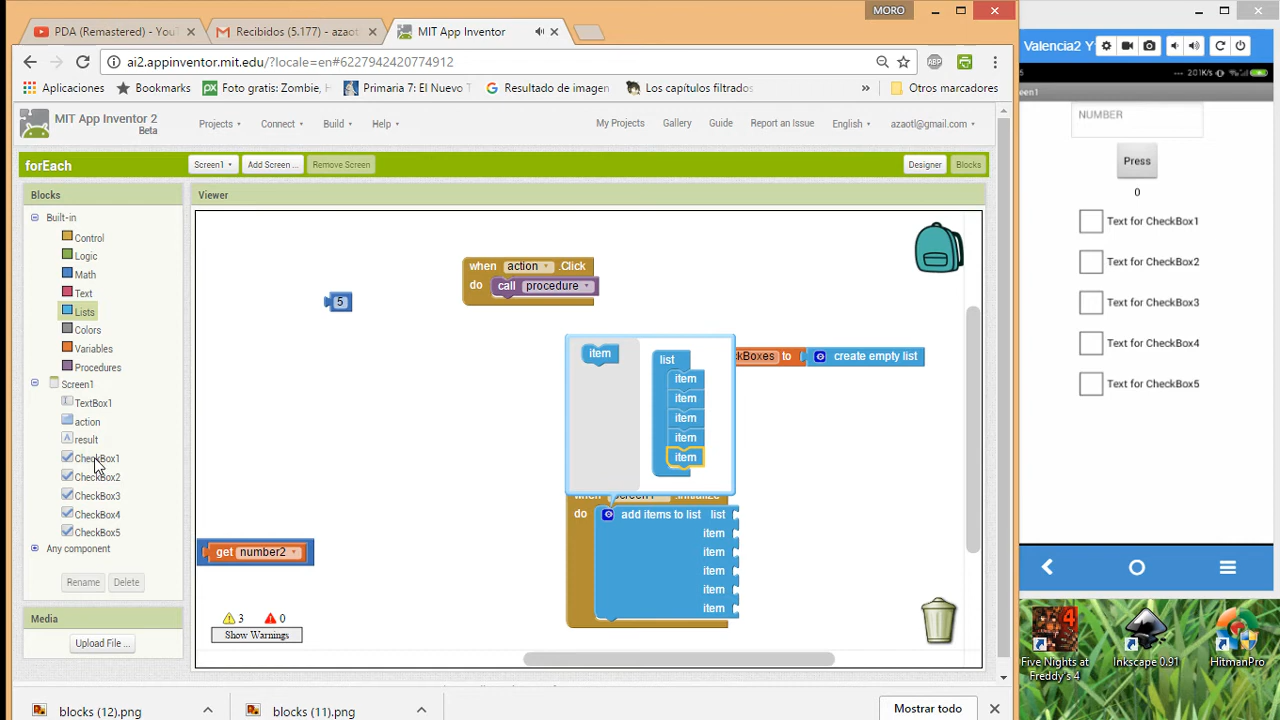 MORO
PDA (Remastered) - You
Recibidos (5.177) - azaot
MIT App Inventor
ai2.appinventor.mit.edu/?locale=en#6227942420774912
ABP
Aplicaciones
Bookmarks
px Foto gratis: Zombie, H
Primaria 7: El Nuevo T
Resultado de imagen
Los capítulos filtrados
»
Otros marcadores
MIT App Inventor 2
Beta
Projects
Connect
Build
Help
My Projects
Gallery
Guide
Report an Issue
English
azaotl@gmail.com
forEach
Screen1
Add Screen ...
Remove Screen
Designer
Blocks
Blocks
Built-in
Control
Logic
Math
Text
Lists
Colors
Variables
Procedures
Screen1
TextBox1
action
result
CheckBox1
CheckBox2
CheckBox3
CheckBox4
CheckBox5
Any component
Rename
Delete
Media
Upload File ...
Viewer
when action .Click
do call procedure
5
item
list
item
item
item
item
item
ckBoxes to create empty list
do add items to list list
item
item
item
item
item
get number2
3
0
Show Warnings
blocks (12).png
blocks (11).png
Mostrar todo
Valencia2
NUMBER
Press
0
Text for CheckBox1
Text for CheckBox2
Text for CheckBox3
Text for CheckBox4
Text for CheckBox5
4
Five Nights at
Freddy's 4
Inkscape 0.91
HitmanPro